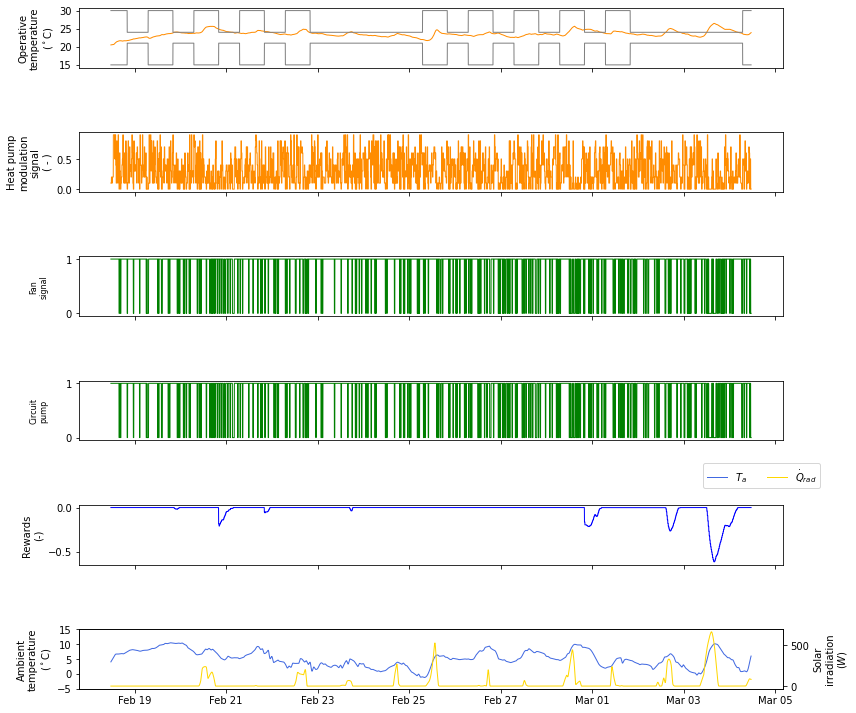 Operative
temperature
(°C)
30
25
20
15
Heat pump
modulation
signal
( - )
0.5
0.0
Fan
signal
1
0
Circuit
pump
1
0
T_a
Q̇_rad
Rewards
(-)
0.0
−0.5
Ambient
temperature
(°C)
15
10
5
0
−5
500
0
Solar
irradiation
(W)
Feb 19 Feb 21 Feb 23 Feb 25 Feb 27 Mar 01 Mar 03 Mar 05